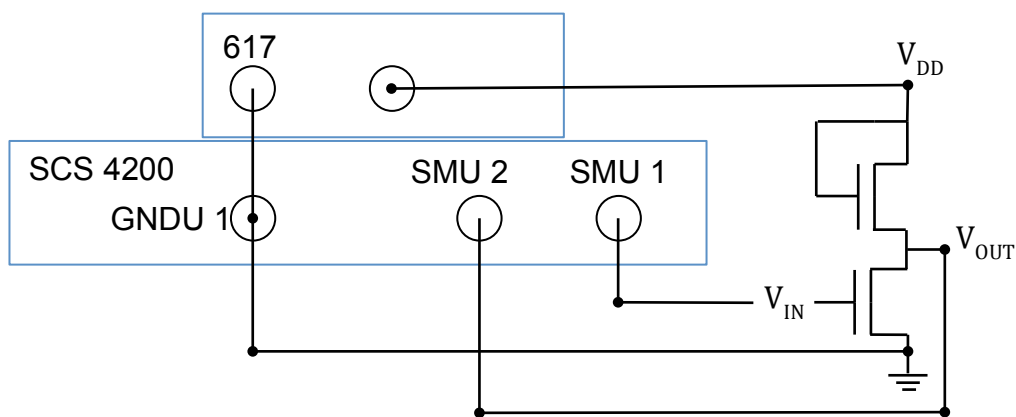 617
V_DD
SCS 4200
SMU 2
SMU 1
GNDU 1
V_OUT
V_IN